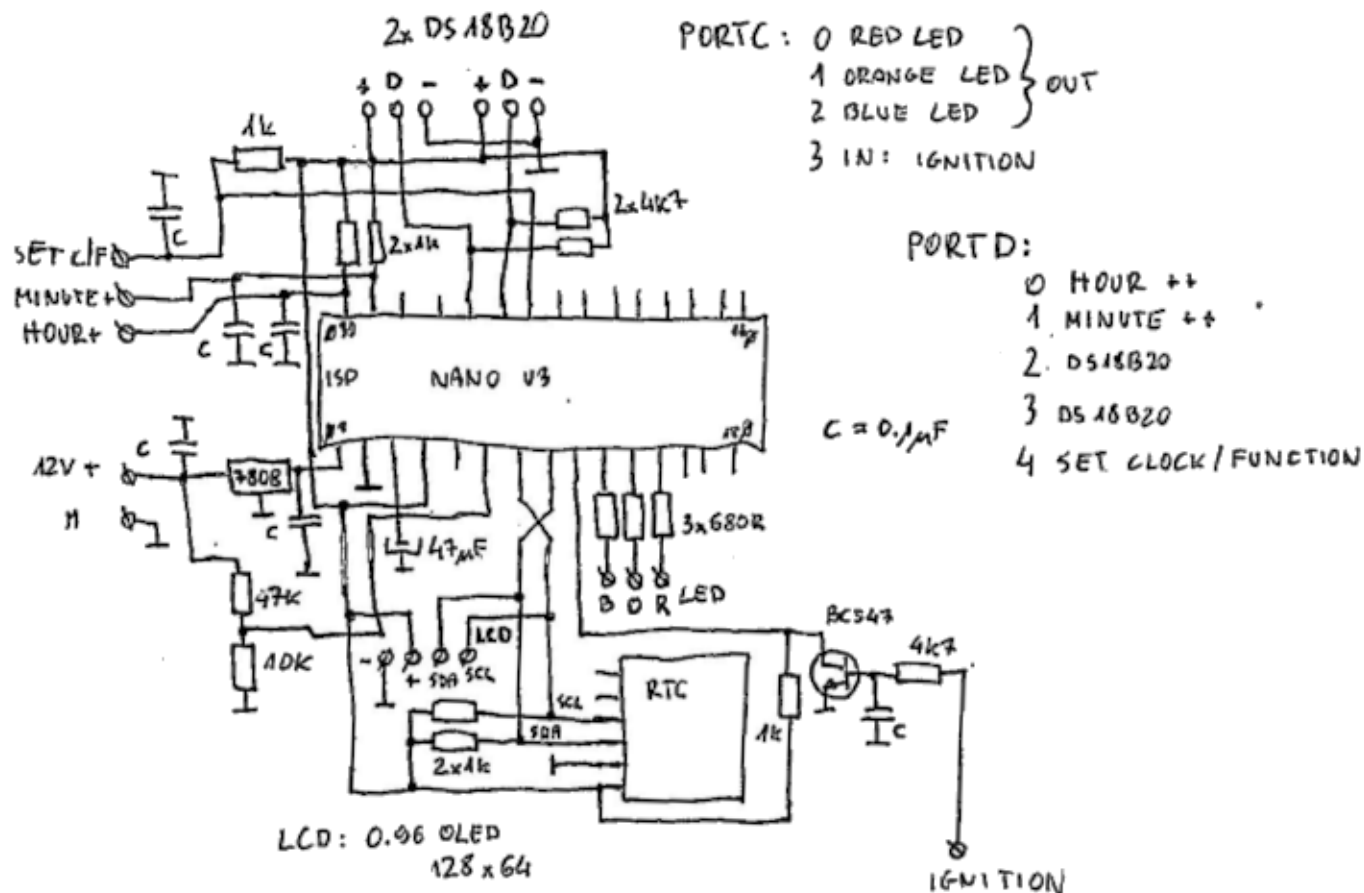 2x DS18B20
+ D - + D -
1k
C
SET C/F
MINUTE+
HOUR+
2x1k
2x4k7
C C
ISP
NANO V3
12V +
C
7808
C
47µF
47K
10K
3x680R
B O R LED
LCD
- + SDA SCL
SCL
SDA
RTC
2x1k
1k
BC547
4k7
C
IGNITION
LCD: 0.96 OLED
128 x 64
PORTC: 0 RED LED
1 ORANGE LED
2 BLUE LED
OUT
3 IN: IGNITION
PORTD:
0 HOUR ++
1 MINUTE ++
2. DS18B20
3 DS18B20
4 SET CLOCK/FUNCTION
C = 0.1µF